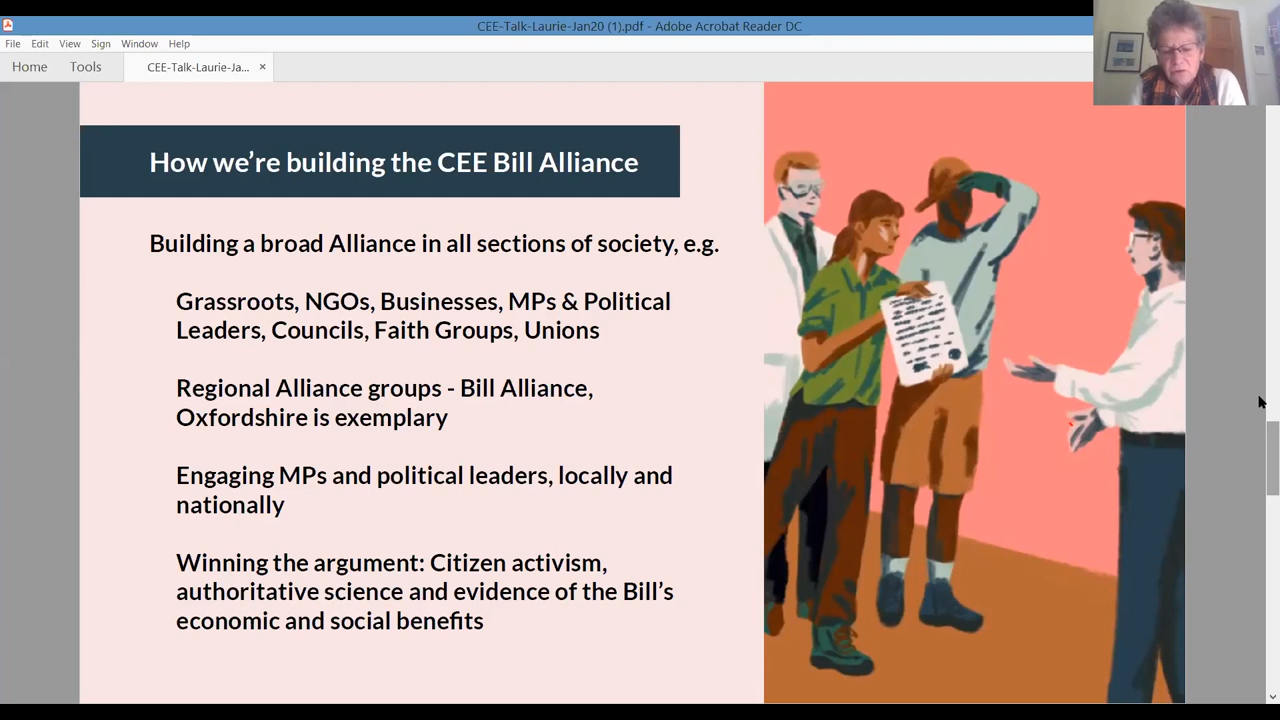 CEE-Talk-Laurie-Jan20 (1).pdf - Adobe Acrobat Reader DC
File Edit View Sign Window Help
Home Tools CEE-Talk-Laurie-Ja... ×
How we’re building the CEE Bill Alliance
Building a broad Alliance in all sections of society, e.g.
Grassroots, NGOs, Businesses, MPs & Political
Leaders, Councils, Faith Groups, Unions
Regional Alliance groups - Bill Alliance,
Oxfordshire is exemplary
Engaging MPs and political leaders, locally and
nationally
Winning the argument: Citizen activism,
authoritative science and evidence of the Bill’s
economic and social benefits